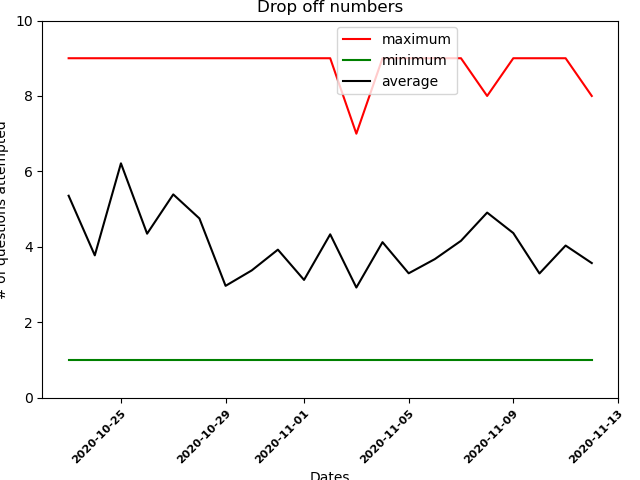 Drop off numbers
maximum
minimum
average
# of questions attempted
10
8
6
4
2
0
2020-10-25
2020-10-29
2020-11-01
2020-11-05
2020-11-09
2020-11-13
Dates